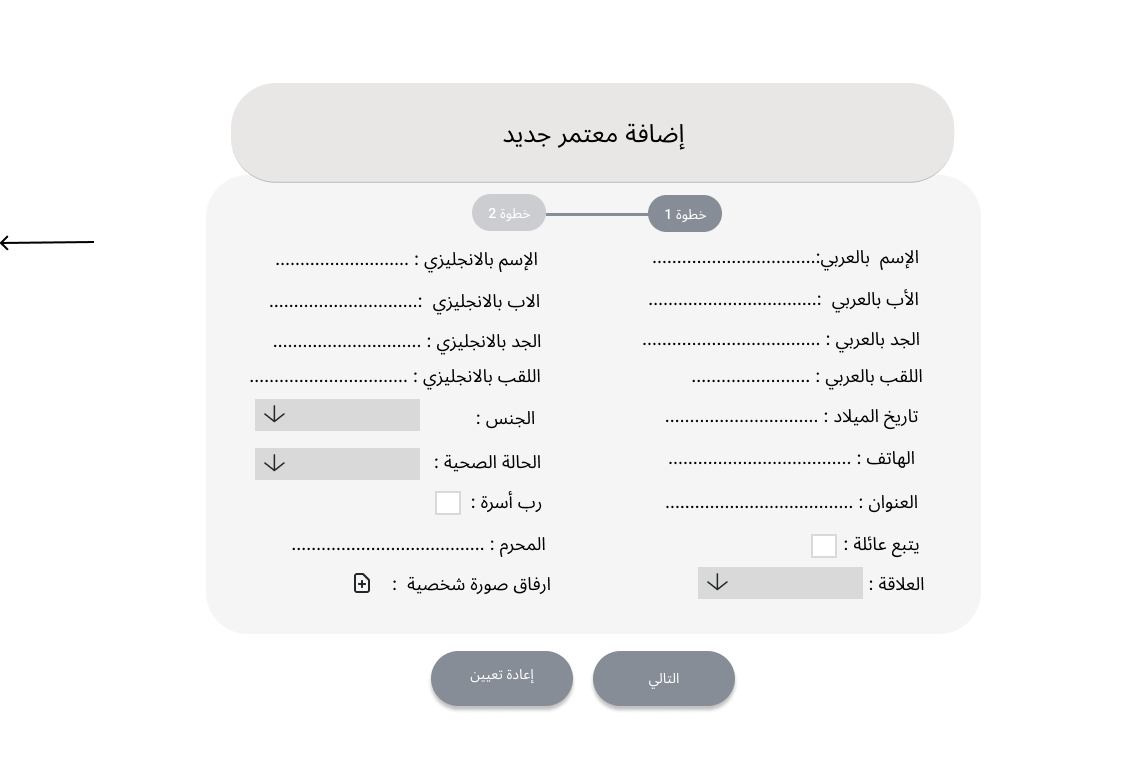 إضافة معتمر جديد
خطوة 1 خطوة 2
الإسم بالعربي:................................. الإسم بالانجليزي : ...........................
الأب بالعربي :.................................. الاب بالانجليزي :..............................
الجد بالعربي : .................................... الجد بالانجليزي : ..............................
اللقب بالعربي : ........................ اللقب بالانجليزي : ................................
تاريخ الميلاد : ............................... الجنس :
الهاتف : ..................................... الحالة الصحية :
العنوان : ...................................... رب أسرة :
يتبع عائلة : المحرم : .......................................
العلاقة : ارفاق صورة شخصية :
التالي إعادة تعيين